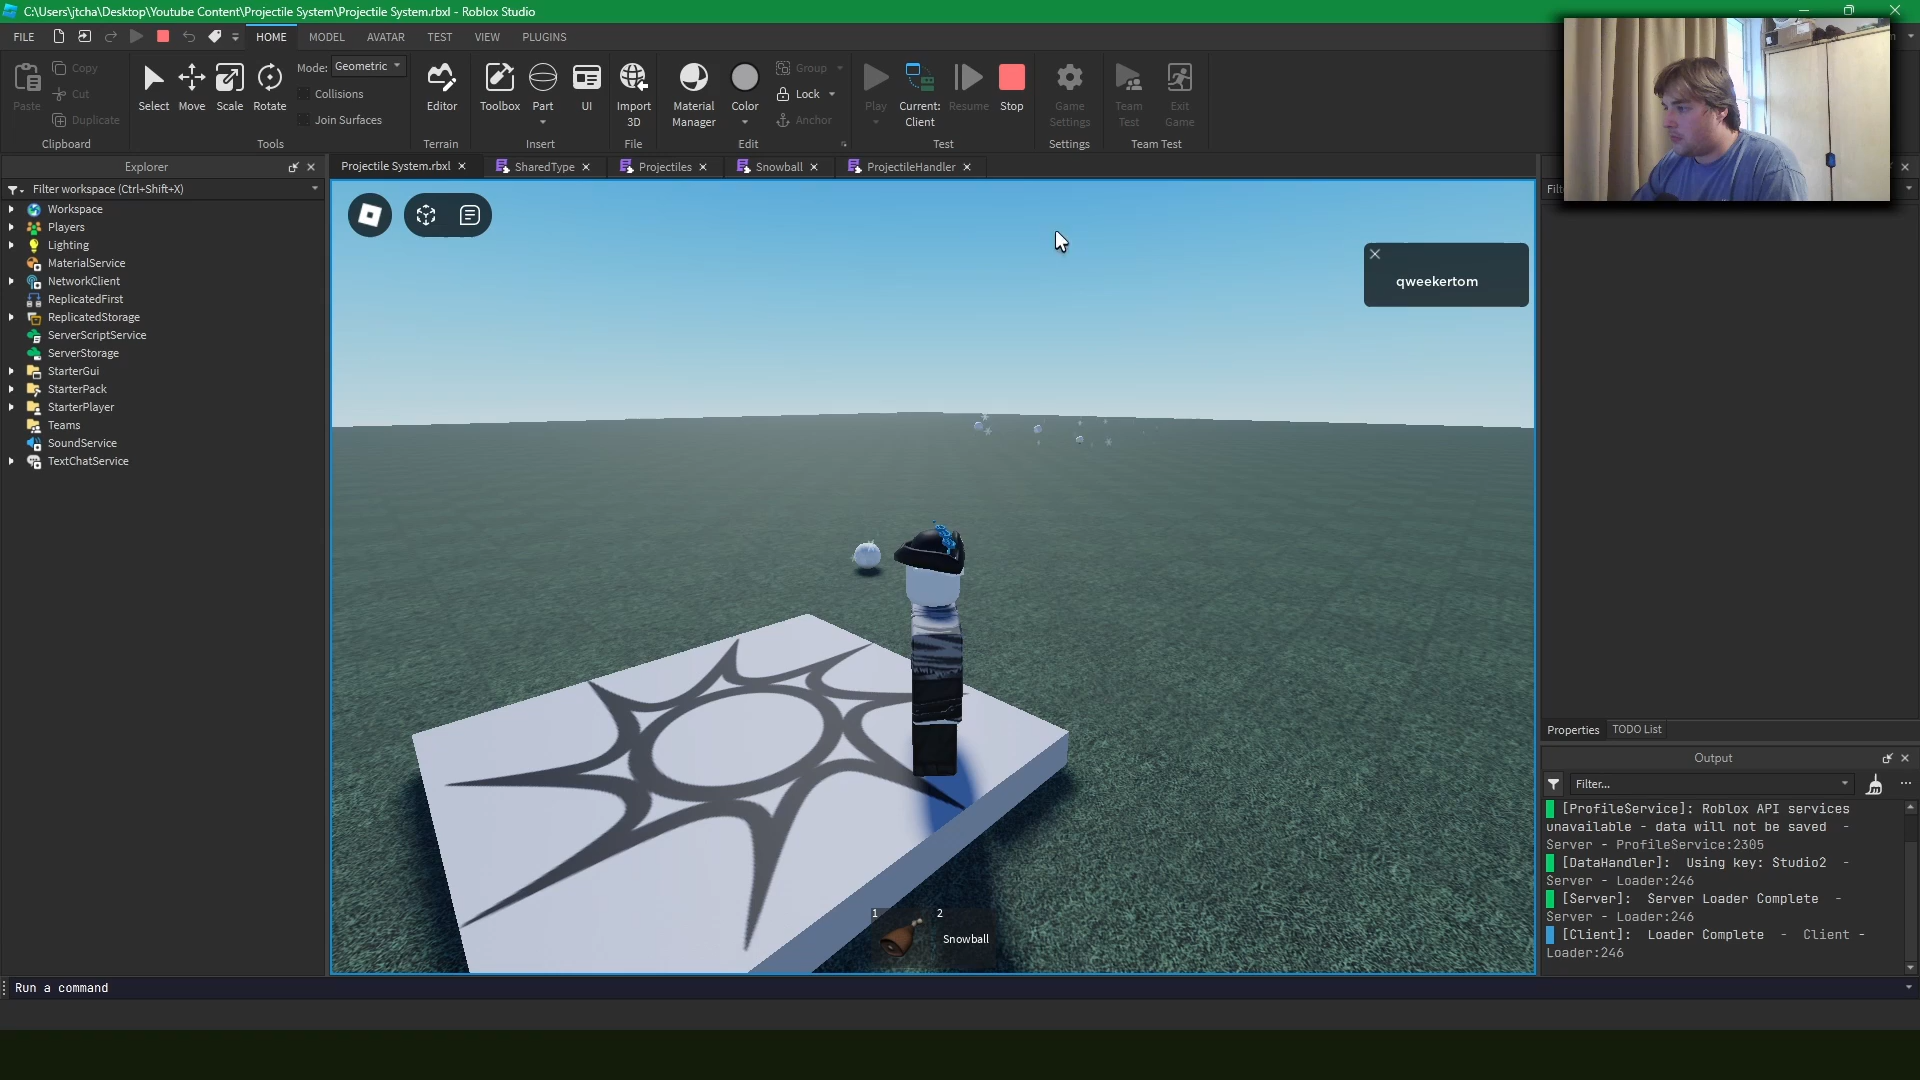 C:\Users\jtcha\Desktop\Youtube Content\Projectile System\Projectile System.rbxl - Roblox Studio
FILE HOME MODEL AVATAR TEST VIEW PLUGINS
Paste
Copy
Cut
Duplicate
Clipboard
Select
Move
Scale
Rotate
Mode: Geometric
Collisions
Join Surfaces
Tools
Editor
Terrain
Toolbox
Part
UI
Insert
Import
3D
File
Material
Manager
Color
Group
Lock
Anchor
Edit
Play
Current:
Client
Resume
Stop
Test
Game
Settings
Settings
Team
Test
Exit
Game
Team Test
Explorer
Filter workspace (Ctrl+Shift+X)
Workspace
Players
Lighting
MaterialService
NetworkClient
ReplicatedFirst
ReplicatedStorage
ServerScriptService
ServerStorage
StarterGui
StarterPack
StarterPlayer
Teams
SoundService
TextChatService
Projectile System.rbxl
SharedType
Projectiles
Snowball
ProjectileHandler
qweekertom
1
2
Snowball
Properties
TODO List
Output
Filter...
[ProfileService]: Roblox API services
unavailable - data will not be saved -
Server - ProfileService:2305
[DataHandler]: Using key: Studio2 -
Server - Loader:246
[Server]: Server Loader Complete -
Server - Loader:246
[Client]: Loader Complete - Client -
Loader:246
Run a command